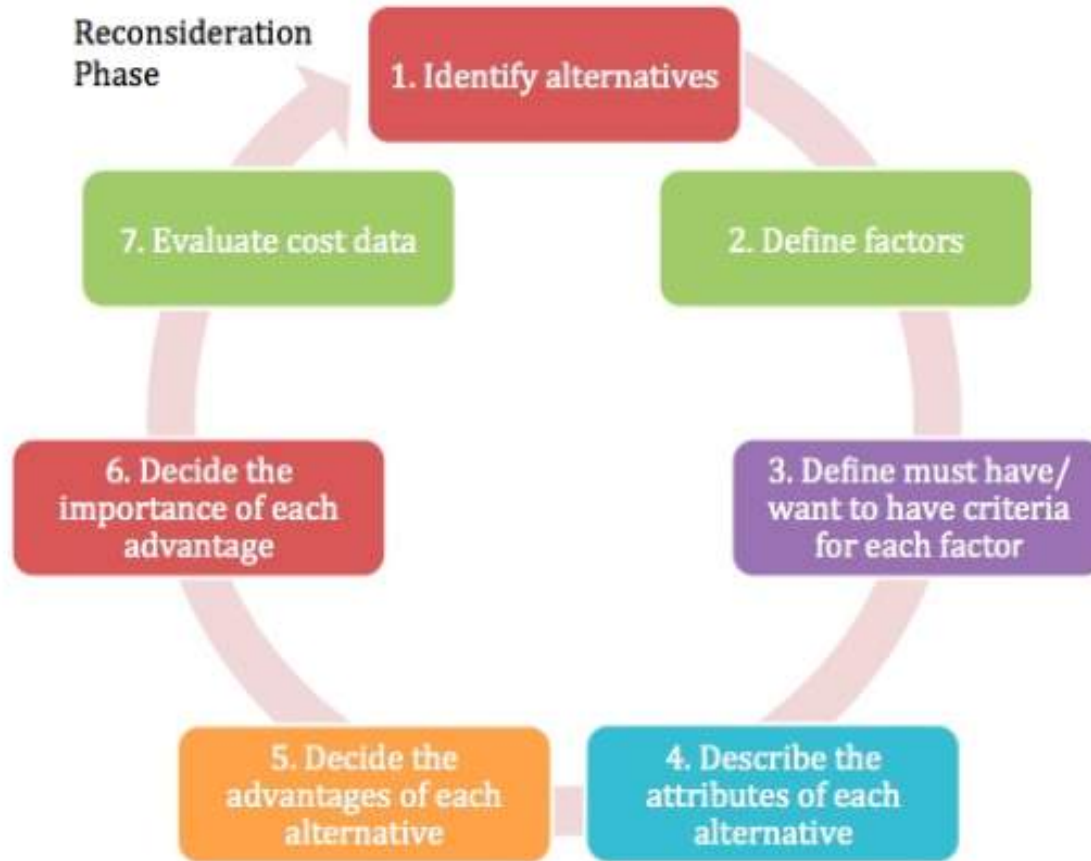 Reconsideration
Phase
1. Identify alternatives
2. Define factors
3. Define must have/
want to have criteria
for each factor
4. Describe the
attributes of each
alternative
5. Decide the
advantages of each
alternative
6. Decide the
importance of each
advantage
7. Evaluate cost data